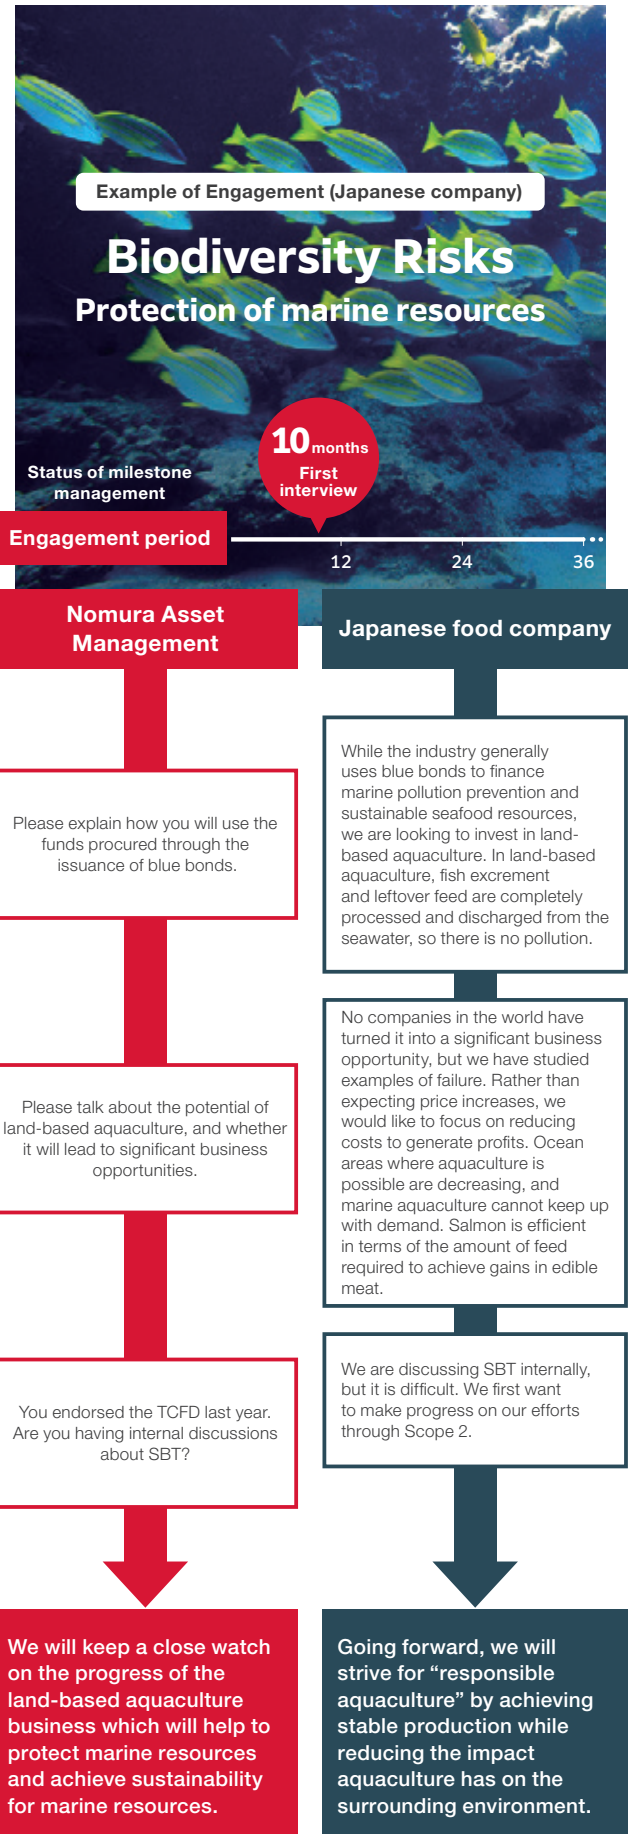 Example of Engagement (Japanese company)
Biodiversity Risks
Protection of marine resources
10 months
First
interview
Status of milestone
management
Engagement period
12 24 36
Nomura Asset
Management
Japanese food company
Please explain how you will use the
funds procured through the
issuance of blue bonds.
While the industry generally
uses blue bonds to finance
marine pollution prevention and
sustainable seafood resources,
we are looking to invest in land-
based aquaculture. In land-based
aquaculture, fish excrement
and leftover feed are completely
processed and discharged from the
seawater, so there is no pollution.
Please talk about the potential of
land-based aquaculture, and whether
it will lead to significant business
opportunities.
No companies in the world have
turned it into a significant business
opportunity, but we have studied
examples of failure. Rather than
expecting price increases, we
would like to focus on reducing
costs to generate profits. Ocean
areas where aquaculture is
possible are decreasing, and
marine aquaculture cannot keep up
with demand. Salmon is efficient
in terms of the amount of feed
required to achieve gains in edible
meat.
You endorsed the TCFD last year.
Are you having internal discussions
about SBT?
We are discussing SBT internally,
but it is difficult. We first want
to make progress on our efforts
through Scope 2.
We will keep a close watch
on the progress of the
land-based aquaculture
business which will help to
protect marine resources
and achieve sustainability
for marine resources.
Going forward, we will
strive for “responsible
aquaculture” by achieving
stable production while
reducing the impact
aquaculture has on the
surrounding environment.